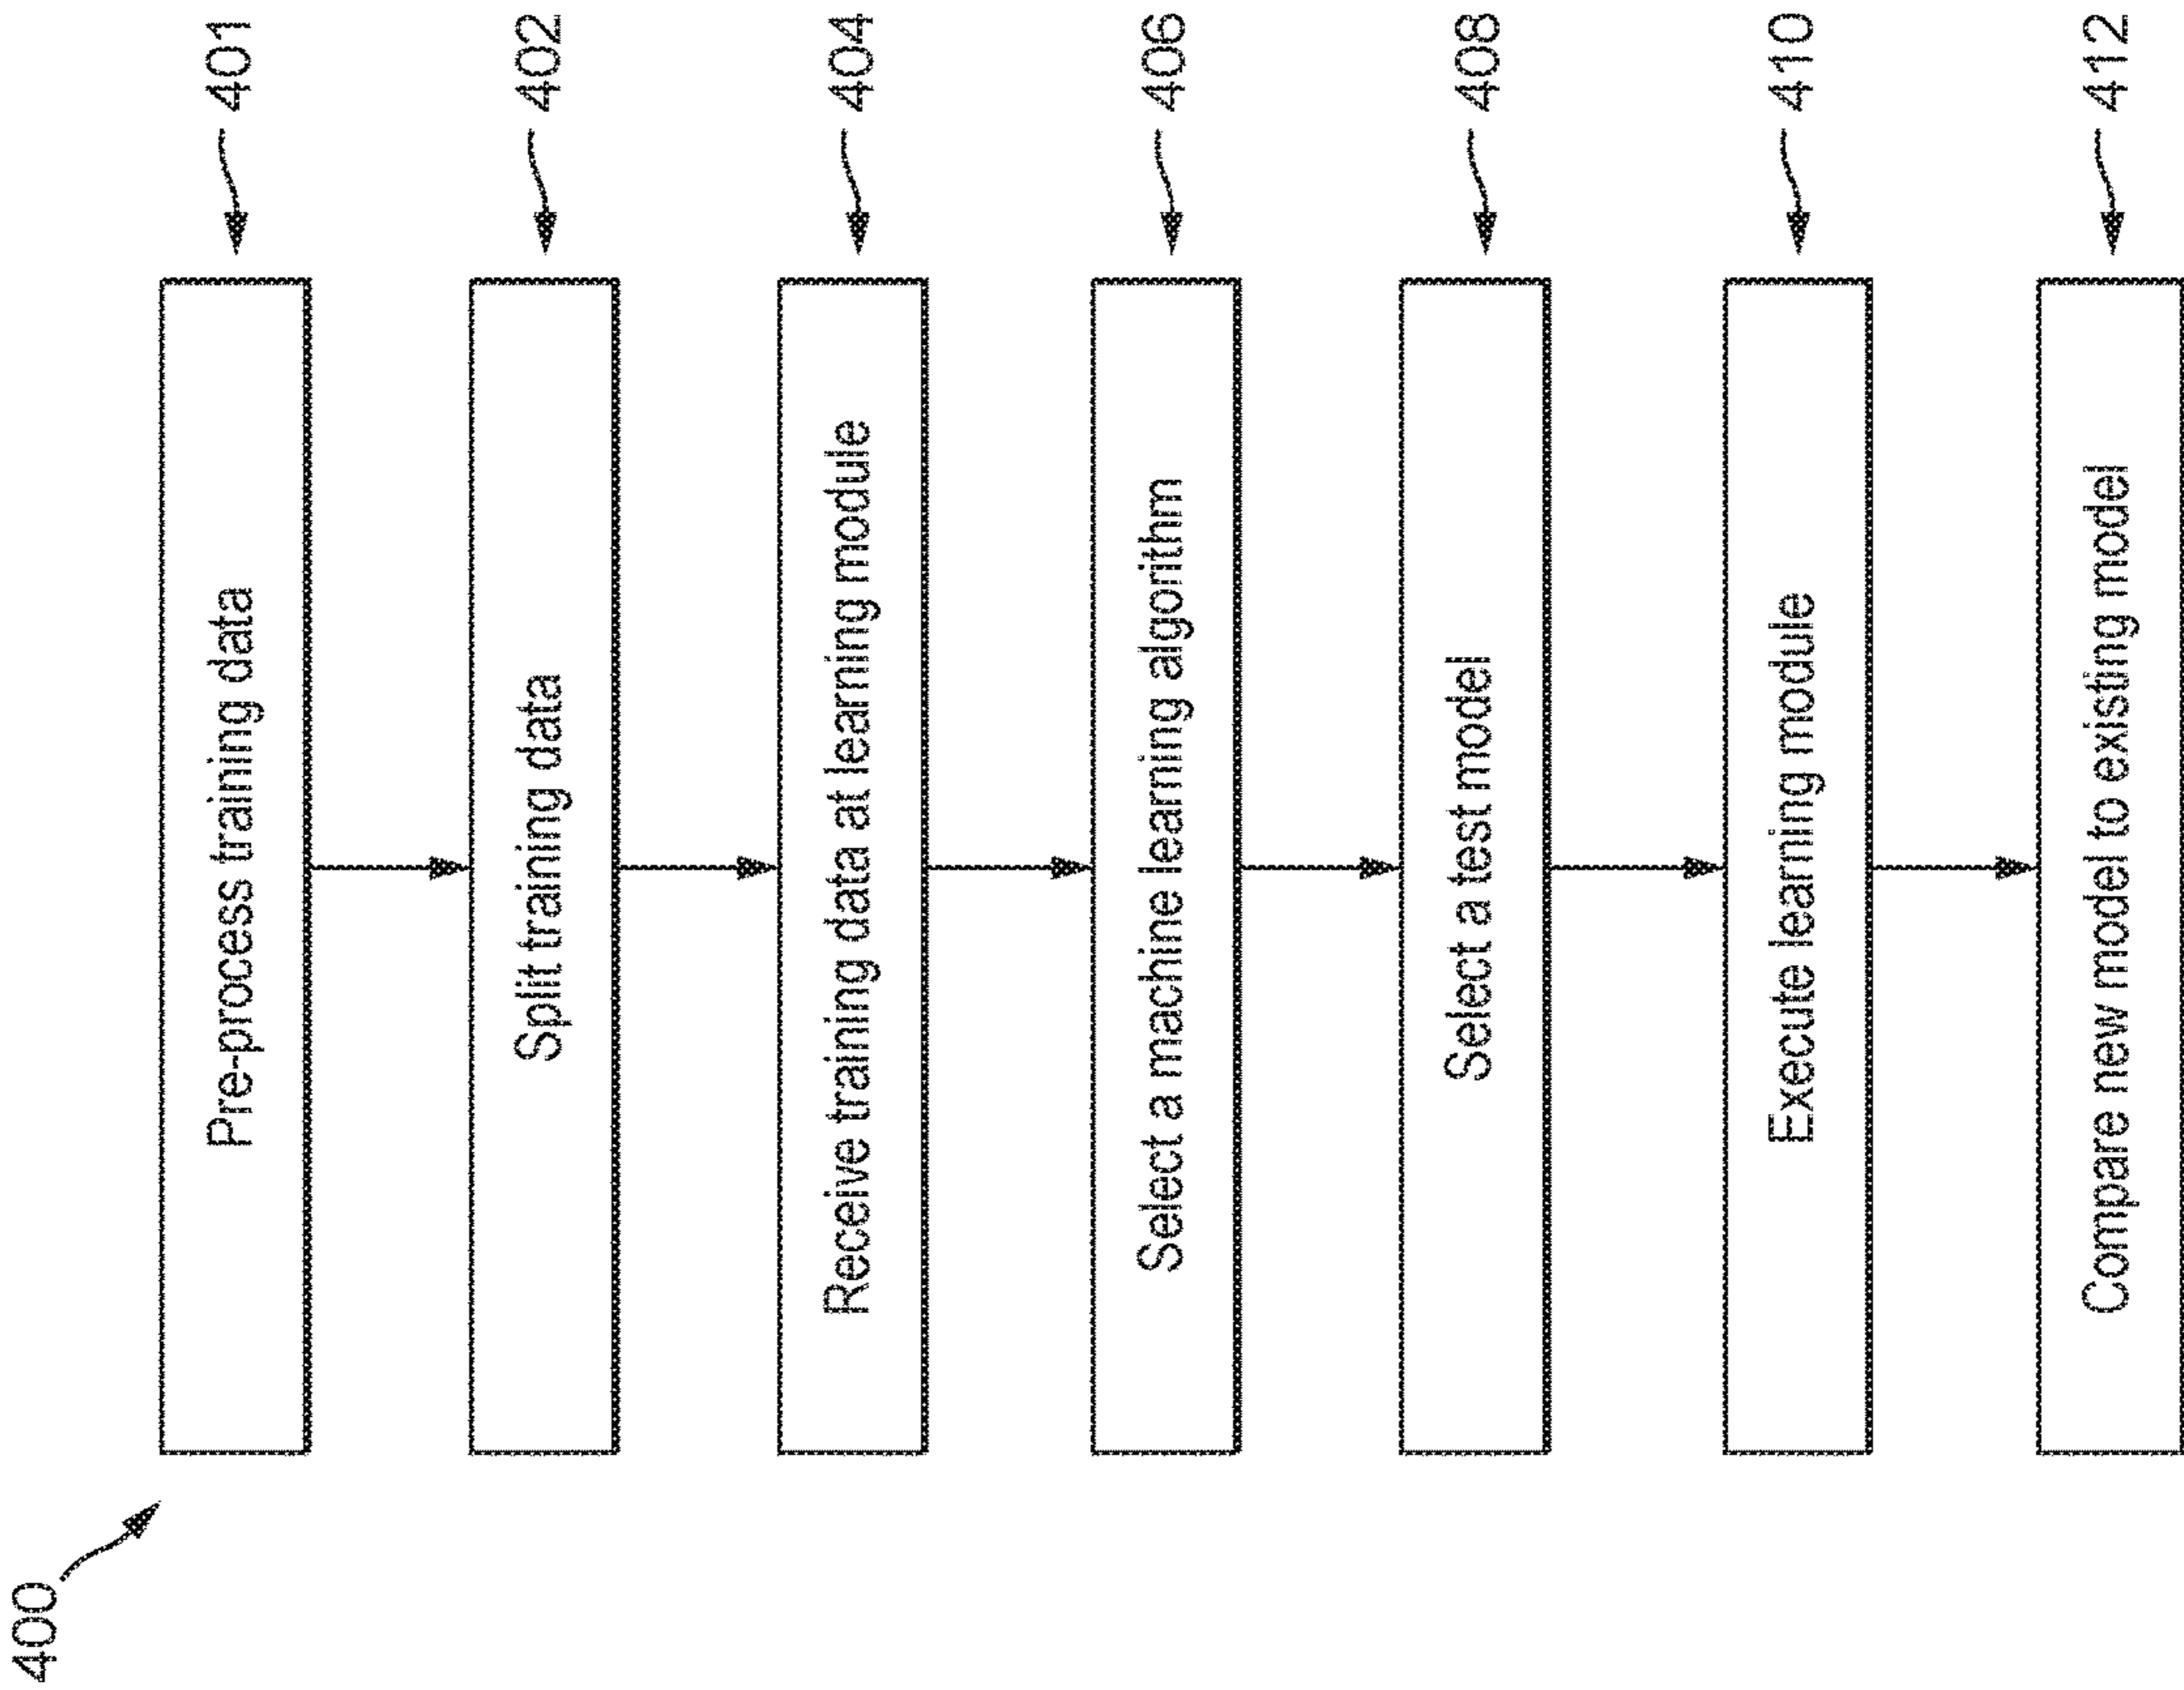 400
Pre-process training data
401
Split training data
402
Receive training data at learning module
404
Select a machine learning algorithm
406
Select a test model
408
Execute learning module
410
Compare new model to existing model
412